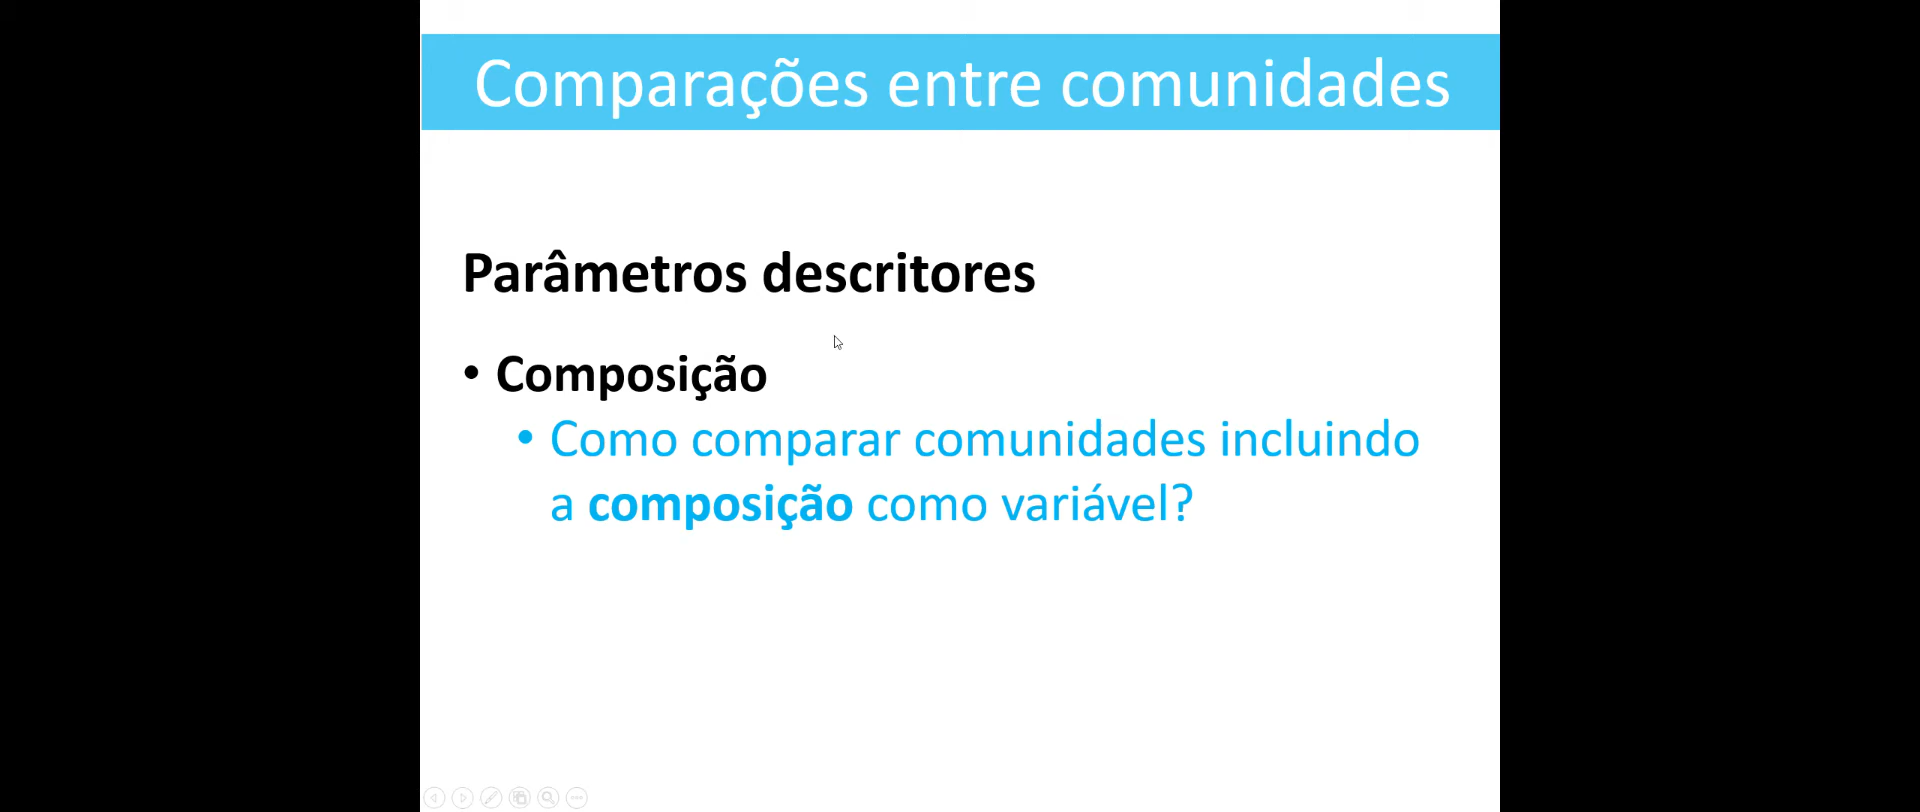 Comparações entre comunidades
Parâmetros descritores
• Composição
• Como comparar comunidades incluindo
a composição como variável?